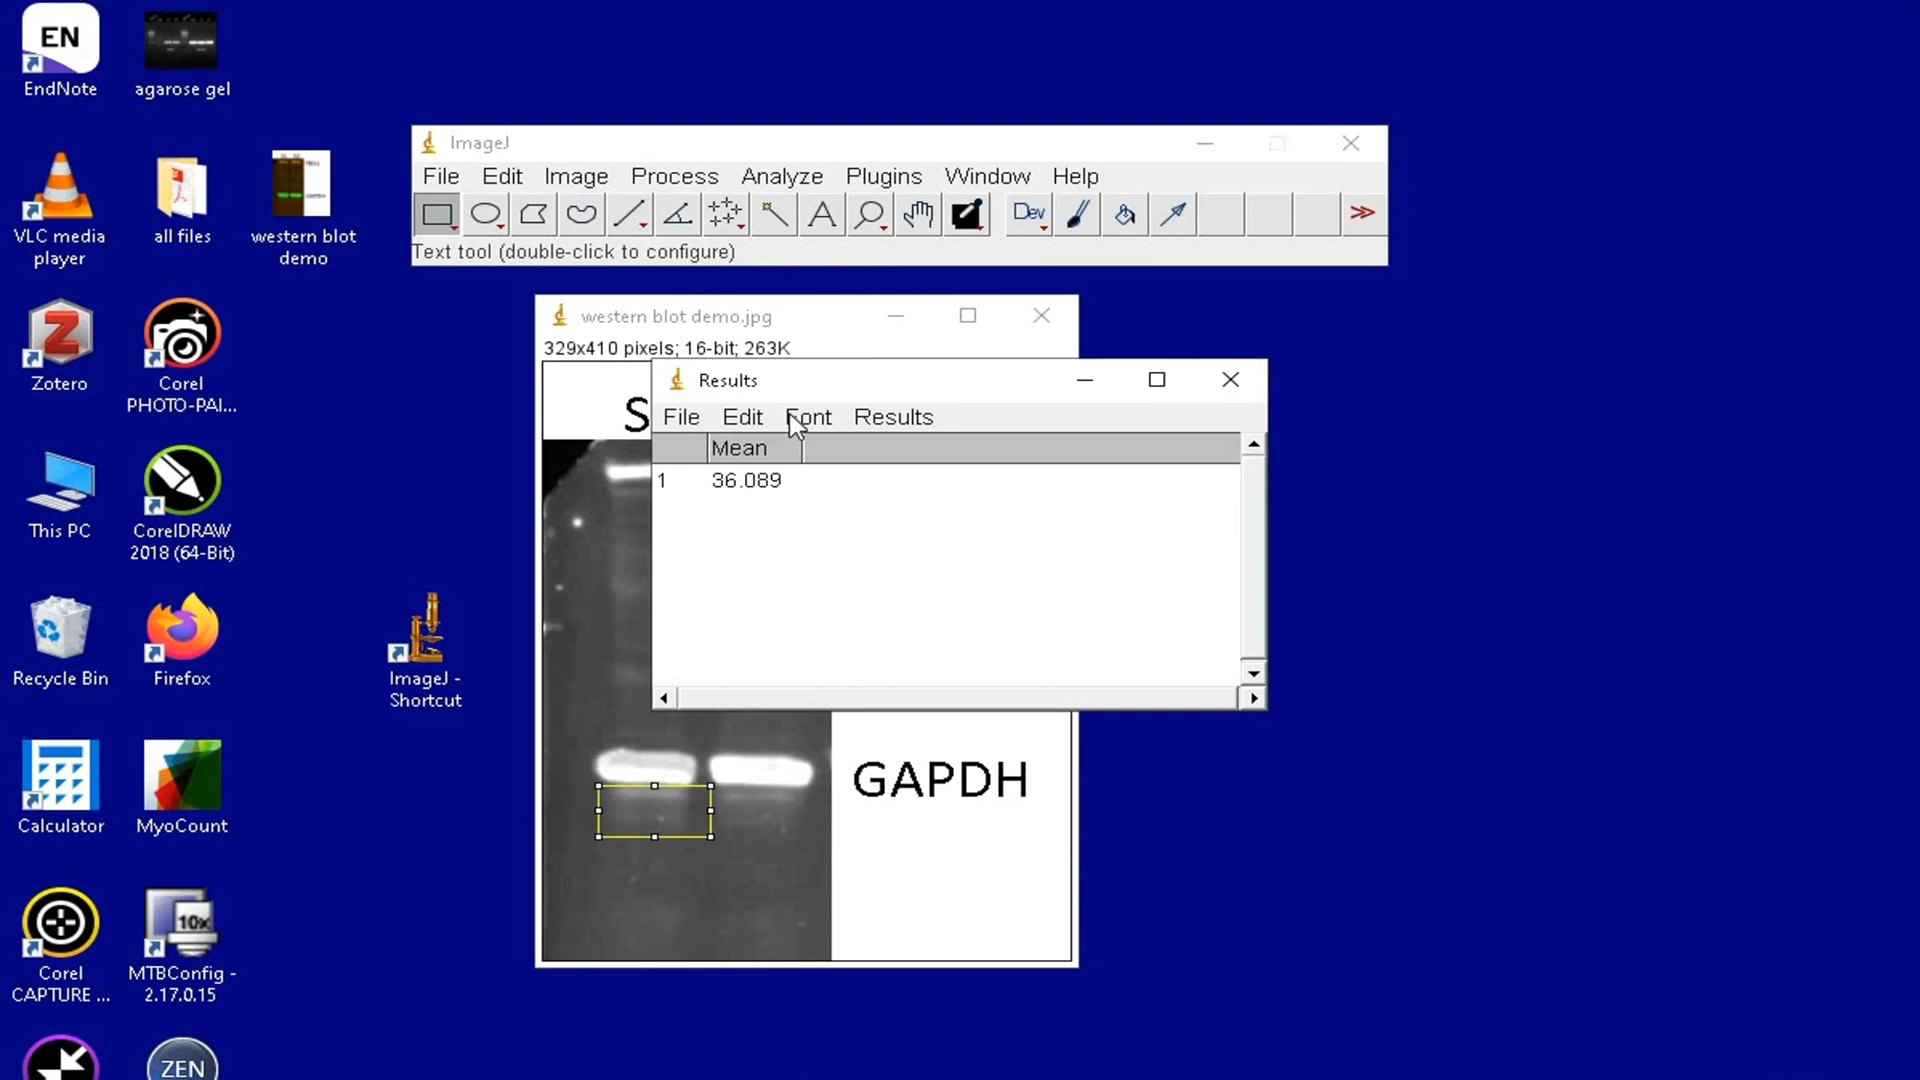 EN
EndNote
agarose gel
VLC media
player
all files
western blot
demo
Zotero
Corel
PHOTO-PAI...
This PC
CorelDRAW
2018 (64-Bit)
Recycle Bin
Firefox
ImageJ -
Shortcut
Calculator
MyoCount
Corel
CAPTURE ...
10x
MTBConfig -
2.17.0.15
ZEN
ImageJ
File Edit Image Process Analyze Plugins Window Help
A Dev >>
Text tool (double-click to configure)
western blot demo.jpg
329x410 pixels; 16-bit; 263K
S
Results
File Edit Font Results
Mean
1 36.089
GAPDH